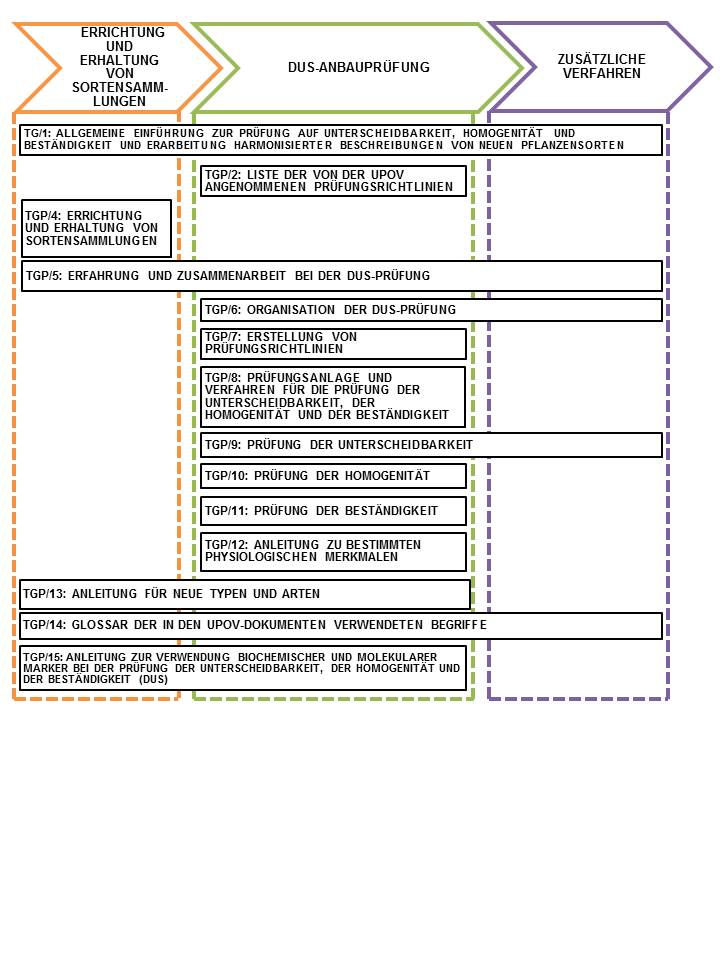 ERRICHTUNG
UND
ERHALTUNG
VON
SORTENSAMM-
LUNGEN
DUS-ANBAUPRÜFUNG
ZUSÄTZLICHE
VERFAHREN
TG/1: ALLGEMEINE EINFÜHRUNG ZUR PRÜFUNG AUF UNTERSCHEIDBARKEIT, HOMOGENITÄT UND
BESTÄNDIGKEIT UND ERARBEITUNG HARMONISIERTER BESCHREIBUNGEN VON NEUEN PFLANZENSORTEN
TGP/2: LISTE DER VON DER UPOV
ANGENOMMENEN PRÜFUNGSRICHTLINIEN
TGP/4: ERRICHTUNG
UND ERHALTUNG VON
SORTENSAMMLUNGEN
TGP/5: ERFAHRUNG UND ZUSAMMENARBEIT BEI DER DUS-PRÜFUNG
TGP/6: ORGANISATION DER DUS-PRÜFUNG
TGP/7: ERSTELLUNG VON
PRÜFUNGSRICHTLINIEN
TGP/8: PRÜFUNGSANLAGE UND
VERFAHREN FÜR DIE PRÜFUNG DER
UNTERSCHEIDBARKEIT, DER
HOMOGENITÄT UND DER BESTÄNDIGKEIT
TGP/9: PRÜFUNG DER UNTERSCHEIDBARKEIT
TGP/10: PRÜFUNG DER HOMOGENITÄT
TGP/11: PRÜFUNG DER BESTÄNDIGKEIT
TGP/12: ANLEITUNG ZU BESTIMMTEN
PHYSIOLOGISCHEN MERKMALEN
TGP/13: ANLEITUNG FÜR NEUE TYPEN UND ARTEN
TGP/14: GLOSSAR DER IN DEN UPOV-DOKUMENTEN VERWENDETEN BEGRIFFE
TGP/15: ANLEITUNG ZUR VERWENDUNG BIOCHEMISCHER UND MOLEKULARER
MARKER BEI DER PRÜFUNG DER UNTERSCHEIDBARKEIT, DER HOMOGENITÄT UND
DER BESTÄNDIGKEIT (DUS)